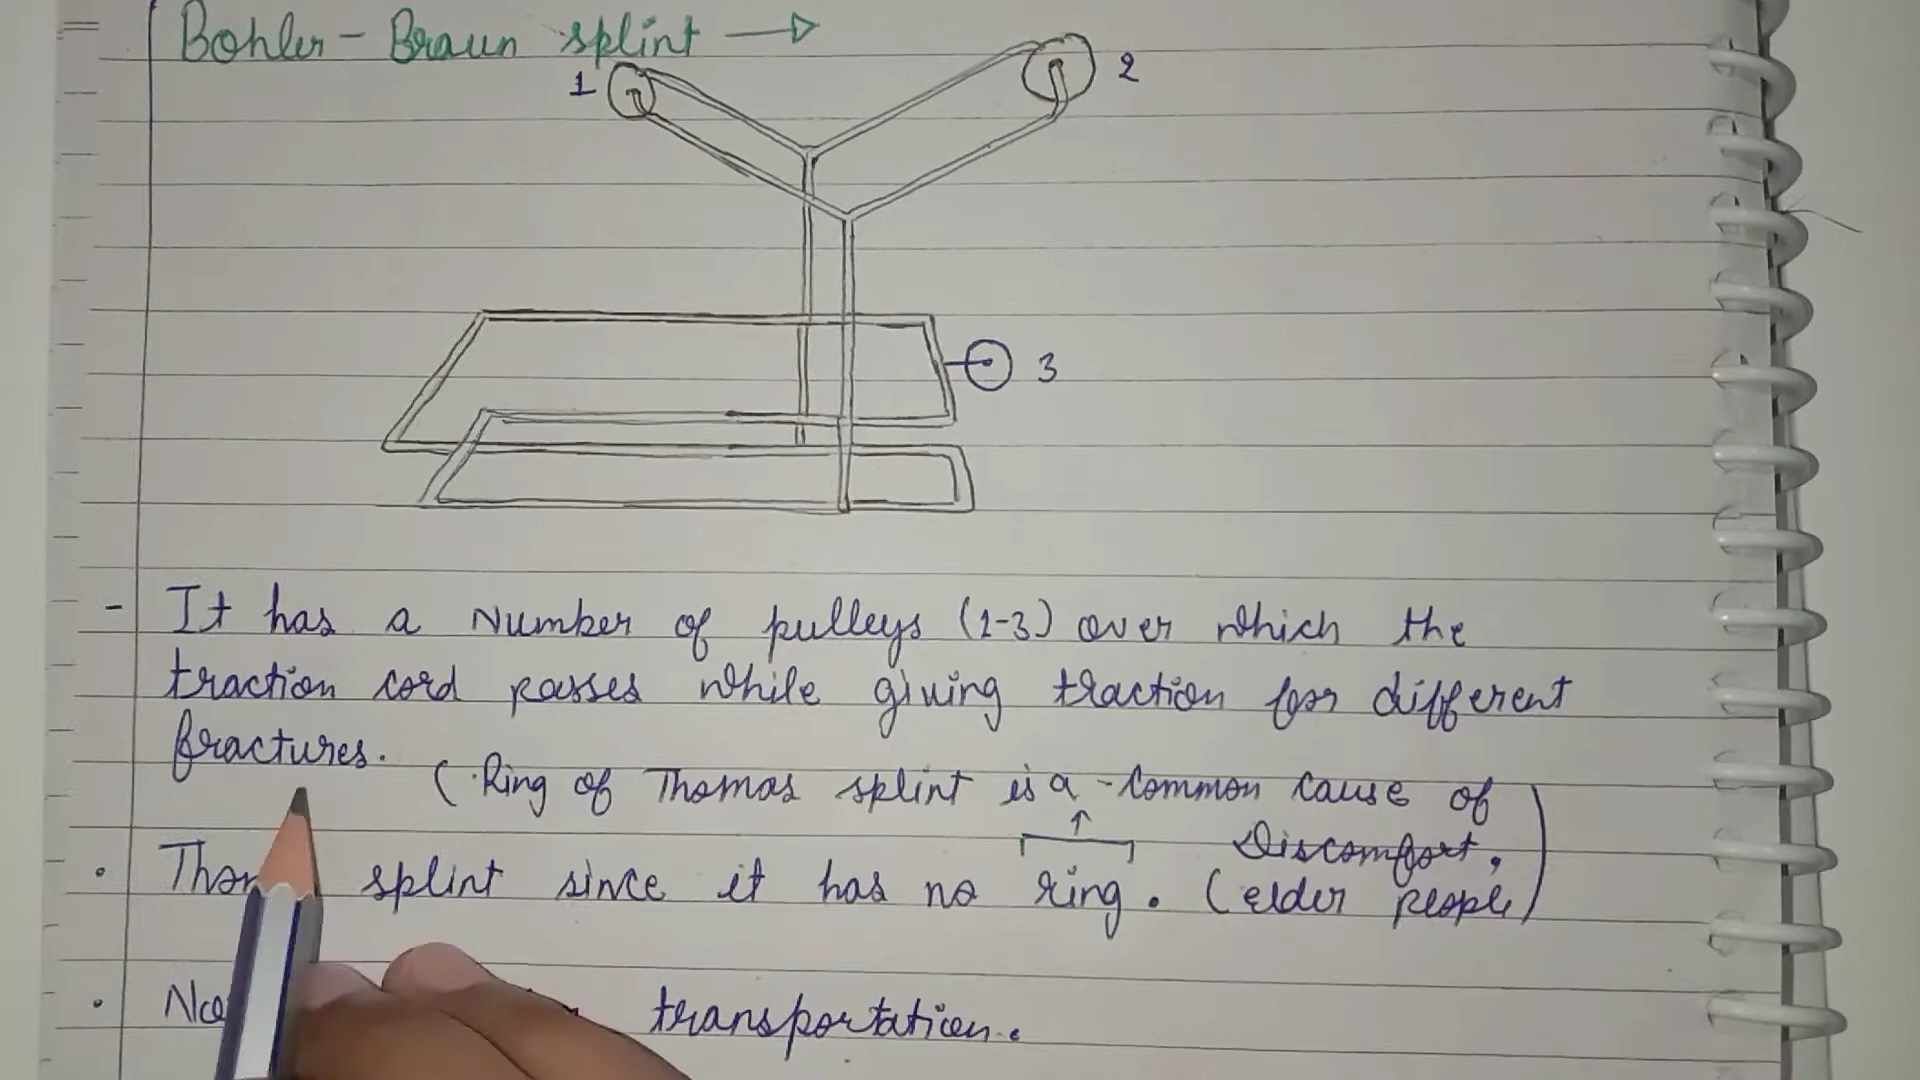 Bohler - Braun splint →
1
2
3
- It has a Number of pulleys (1-3) over which the
traction cord passes while giving traction for different
fractures.
( Ring of Thomas splint is a common cause of
Discomfort,
• splint since it has no ring. (elder people)
• transportation.